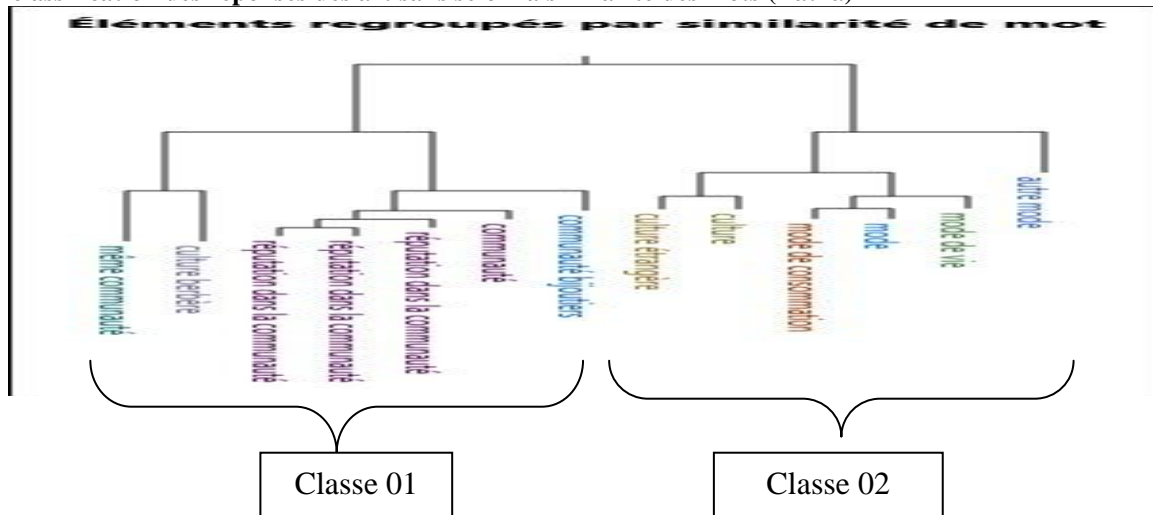 Éléments regroupés par similarité de mot
même communauté
culture berbère
réputation dans la communauté
réputation dans la communauté
réputation dans la communauté
communauté
communauté bijoutiers
culture étrangère
culture
mode de consommation
mode
mode de vie
autre mode
Classe 01
Classe 02